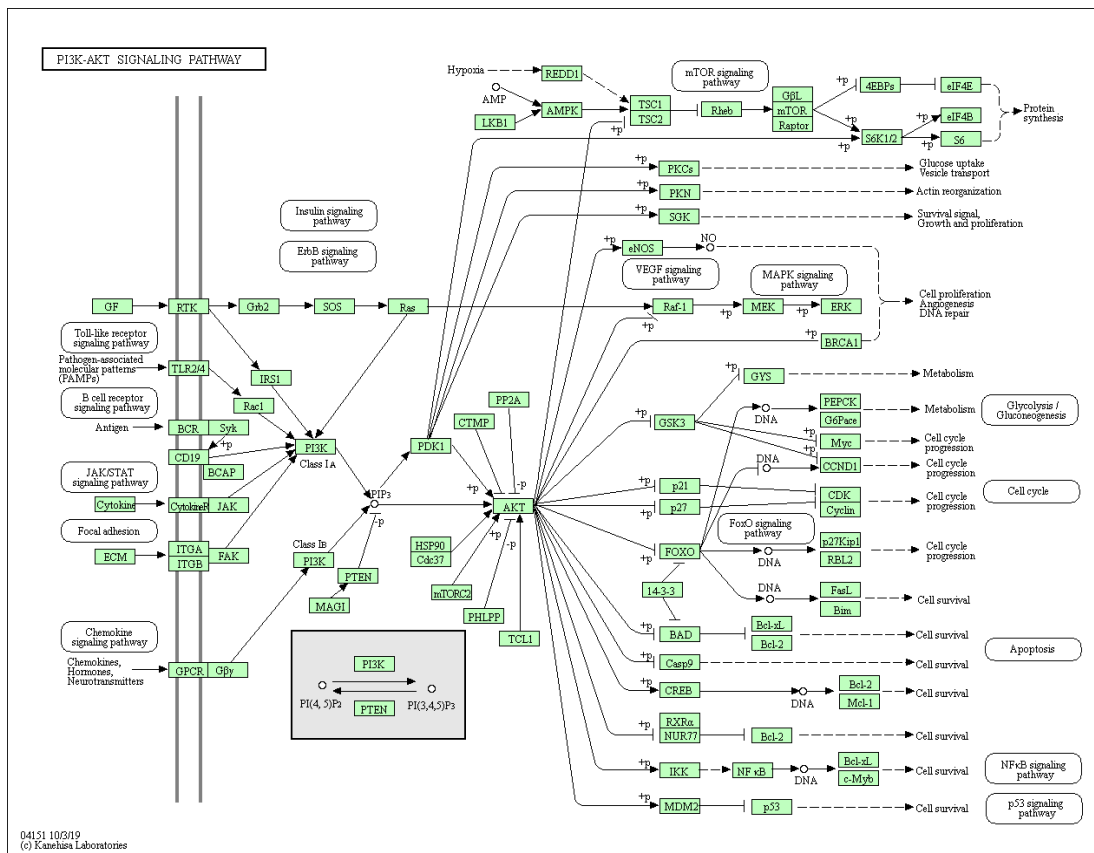 PI3K-AKT SIGNALING PATHWAY
Hypoxia
REDD1
mTOR signaling
pathway
AMP
LKB1
AMPK
TSC1
TSC2
+p
Rheb
GβL
mTOR
Raptor
+p
4EBPs
eIF4E
+p
+p
S6K1/2
+p
eIF4B
+p
S6
Protein
synthesis
+p
PKCs
Glucose uptake
Vesicle transport
+p
PKN
Actin reorganization
+p
SGK
Survival signal,
Growth and proliferation
Insulin signaling
pathway
ErbB signaling
pathway
+p
eNOS
NO
VEGF signaling
pathway
MAPK signaling
pathway
GF
RTK
Grb2
SOS
Ras
Raf-1
+p
+p
MEK
+p
ERK
Cell proliferation
Angiogenesis
DNA repair
BRCA1
Toll-like receptor
signaling pathway
Pathogen-associated
molecular patterns
(PAMPs)
TLR2/4
IRS1
Rac1
B cell receptor
signaling pathway
Antigen
BCR
Syk
+p
CD19
BCAP
PI3K
Class IA
PDK1
CTMP
PP2A
+p
GYS
Metabolism
+p
GSK3
DNA
PEPCK
G6Pace
Metabolism
Glycolysis /
Gluconeogenesis
+p
Myc
Cell cycle
progression
+p
DNA
CCND1
Cell cycle
progression
JAK/STAT
signaling pathway
Cytokine
CytokineR
JAK
PIP3
-p
+p
-p
AKT
+p
-p
+p
p21
+p
p27
CDK
Cyclin
Cell cycle
progression
Cell cycle
Focal adhesion
ECM
ITGA
ITGB
FAK
Class IB
PI3K
PTEN
MAGI
HSP90
Cdc37
mTORC2
PHLPP
TCL1
FoxO signaling
pathway
+p
FOXO
DNA
p27Kip1
RBL2
Cell cycle
progression
14-3-3
DNA
FasL
Bim
Cell survival
+p
BAD
Bcl-xL
Bcl-2
Cell survival
Apoptosis
+p
Casp9
Cell survival
+p
CREB
DNA
Bcl-2
Mcl-1
Cell survival
+p
RXRα
NUR77
Bcl-2
Cell survival
+p
IKK
NFκB
DNA
Bcl-xL
c-Myb
Cell survival
NFκB signaling
pathway
+p
MDM2
p53
Cell survival
p53 signaling
pathway
Chemokine
signaling pathway
Chemokines,
Hormones,
Neurotransmitters
GPCR
Gβγ
PI3K
PI(4, 5)P2
PI(3,4,5)P3
PTEN
04151 10/3/19
(c) Kanehisa Laboratories